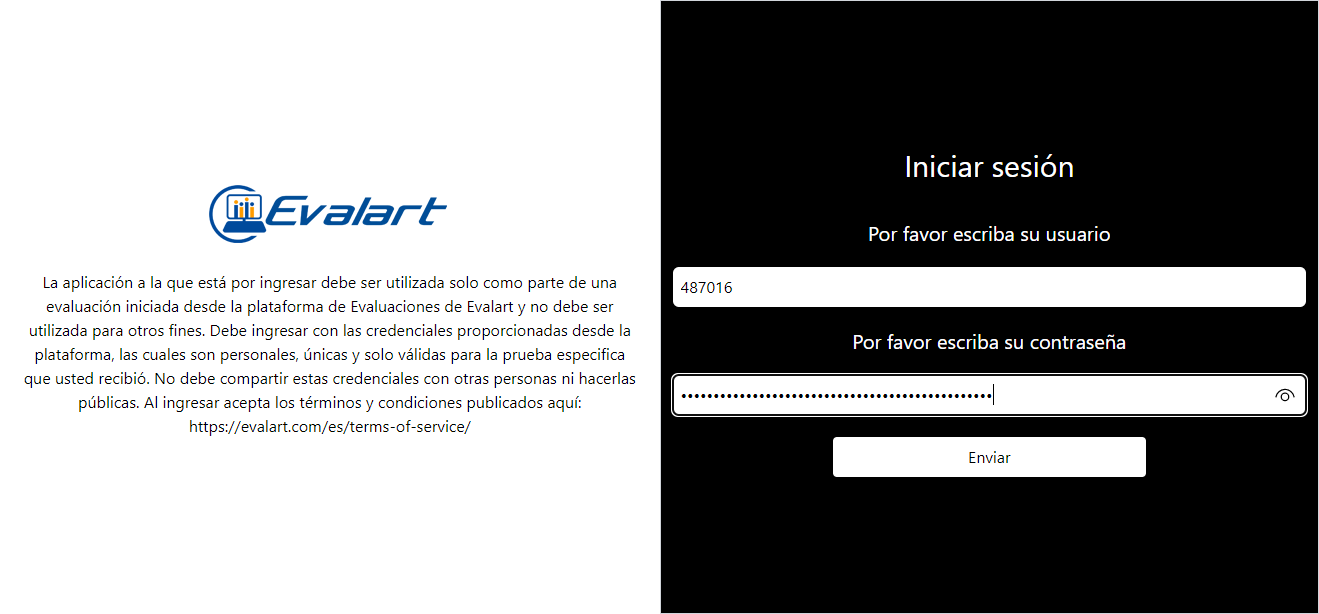 Evalart
La aplicación a la que está por ingresar debe ser utilizada solo como parte de una
evaluación iniciada desde la plataforma de Evaluaciones de Evalart y no debe ser
utilizada para otros fines. Debe ingresar con las credenciales proporcionadas desde la
plataforma, las cuales son personales, únicas y solo válidas para la prueba especifica
que usted recibió. No debe compartir estas credenciales con otras personas ni hacerlas
públicas. Al ingresar acepta los términos y condiciones publicados aquí:
https://evalart.com/es/terms-of-service/
Iniciar sesión
Por favor escriba su usuario
487016
Por favor escriba su contraseña
Enviar